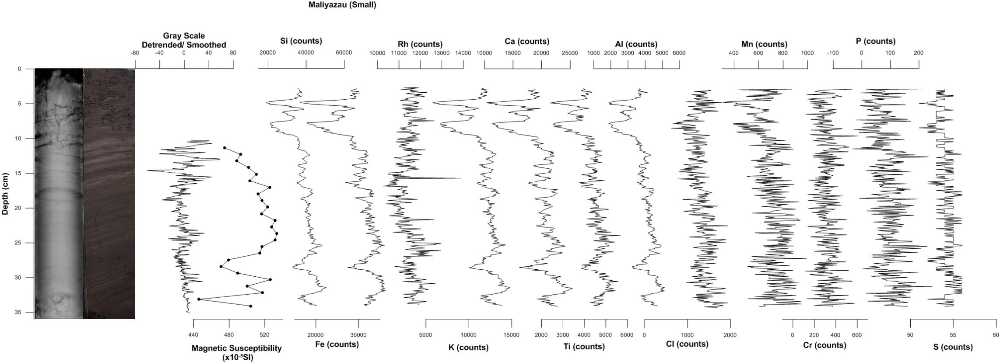 Maliyazau (Small)
Gray Scale
Detrended/ Smoothed
-80 -40 0 40 80
Si (counts)
20000 40000 60000
Rh (counts)
10000 11000 12000 13000 14000
Ca (counts)
10000 15000 20000 25000
Al (counts)
1000 2000 3000 4000 5000 6000
Mn (counts)
400 600 800 1000
P (counts)
-100 0 100 200
Depth (cm)
0
5
10
15
20
25
30
35
440 480 520
Magnetic Susceptibility
(x10⁻⁵SI)
20000 30000
Fe (counts)
5000 10000 15000
K (counts)
2000 3000 4000 5000 6000
Ti (counts)
0 1000 2000
Cl (counts)
0 200 400 600
Cr (counts)
50 55 60
S (counts)